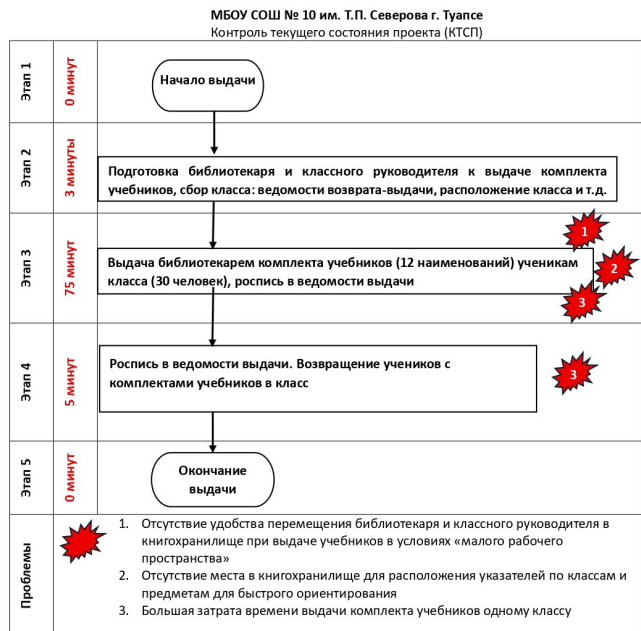 МБОУ СОШ № 10 им. Т.П. Северова г. Туапсе
Контроль текущего состояния проекта (КТСП)
Этап 1
0 минут
Начало выдачи
Этап 2
3 минуты
Подготовка библиотекаря и классного руководителя к выдаче комплекта
учебников, сбор класса: ведомости возврата-выдачи, расположение класса и т.д.
Этап 3
75 минут
1
Выдача библиотекарем комплекта учебников (12 наименований) ученикам
2
класса (30 человек), роспись в ведомости выдачи
3
Этап 4
5 минут
Роспись в ведомости выдачи. Возвращение учеников с
комплектами учебников в класс
3
Этап 5
0 минут
Окончание
выдачи
Проблемы
1. Отсутствие удобства перемещения библиотекаря и классного руководителя в
книгохранилище при выдаче учебников в условиях «малого рабочего
пространства»
2. Отсутствие места в книгохранилище для расположения указателей по классам и
предметам для быстрого ориентирования
3. Большая затрата времени выдачи комплекта учебников одному классу